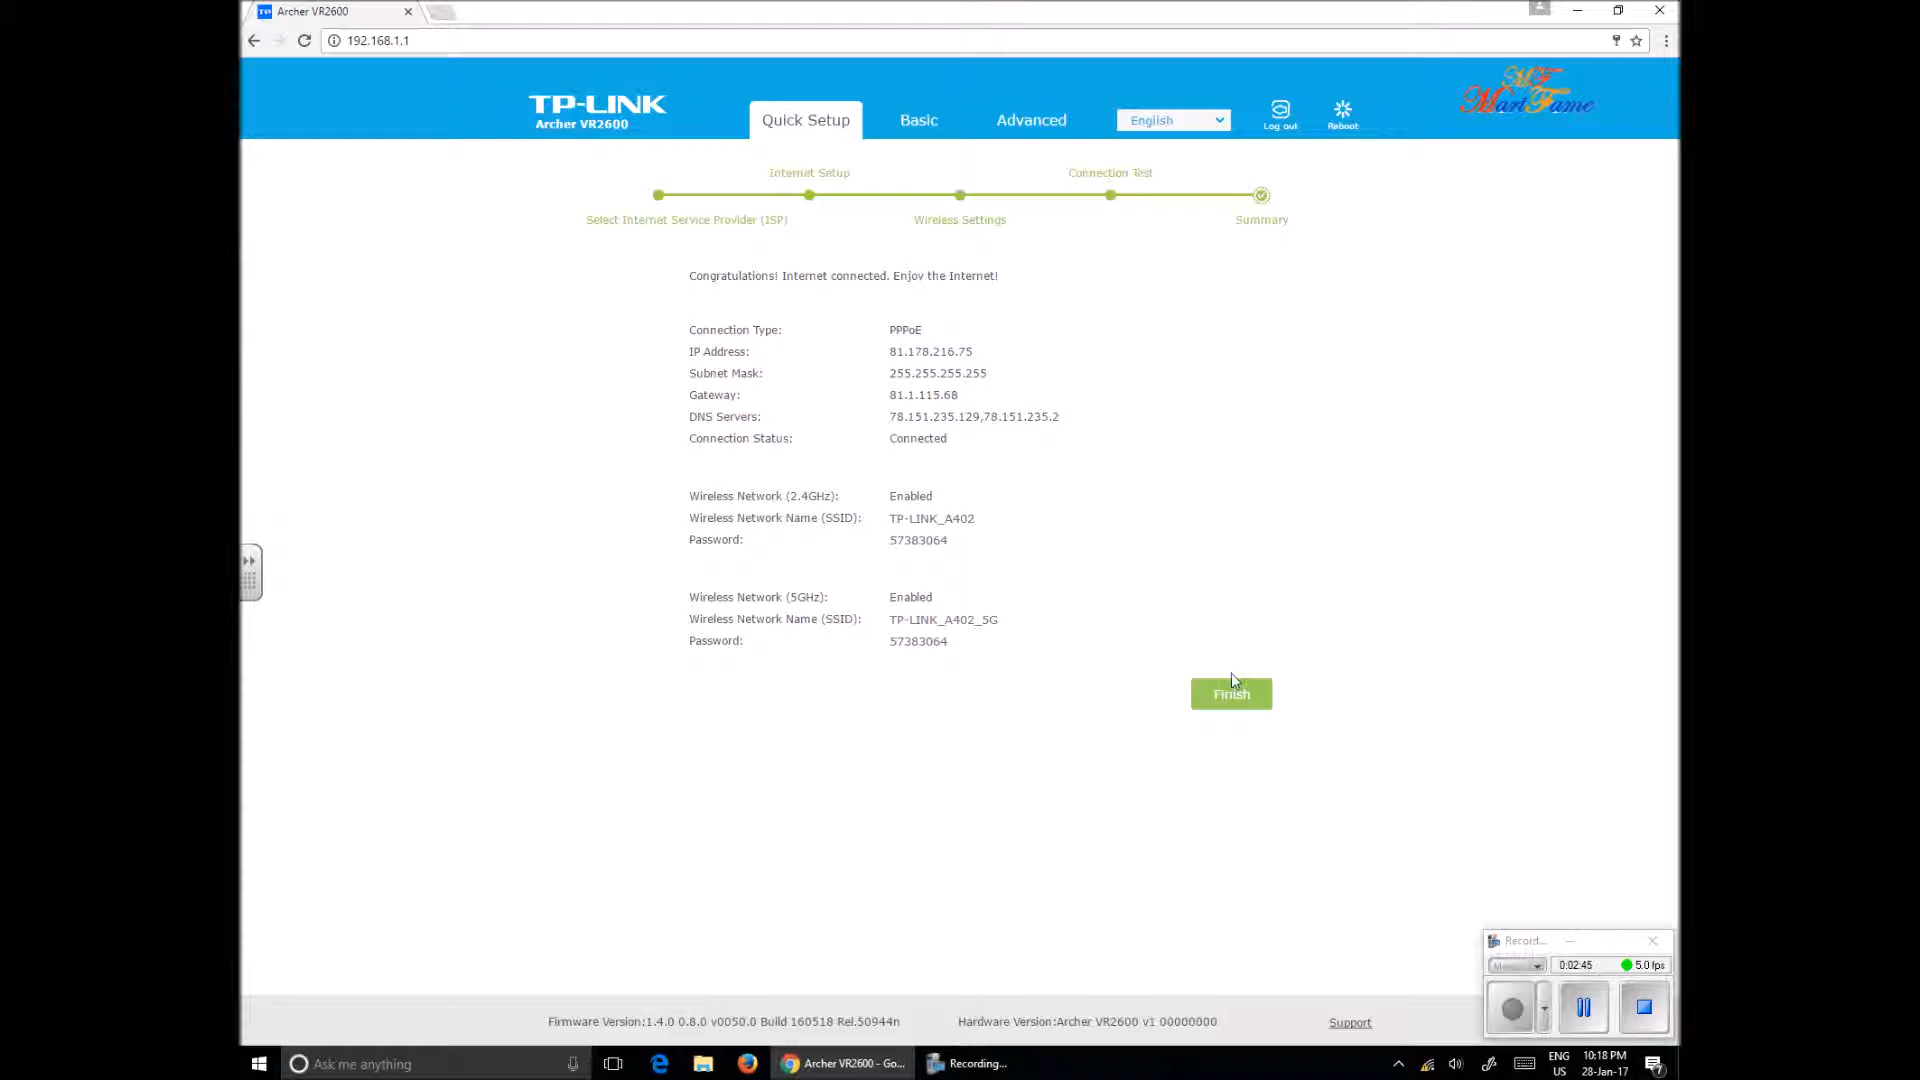 Archer VR2600
192.168.1.1
TP-LINK
Archer VR2600
Quick Setup
Basic
Advanced
English
Log out
Reboot
MF
MartFame
Internet Setup
Connection Test
Select Internet Service Provider (ISP)
Wireless Settings
Summary
Congratulations! Internet connected. Enjoy the Internet!
Connection Type: PPPoE
IP Address: 81.178.216.75
Subnet Mask: 255.255.255.255
Gateway: 81.1.115.68
DNS Servers: 78.151.235.129,78.151.235.2
Connection Status: Connected
Wireless Network (2.4GHz): Enabled
Wireless Network Name (SSID): TP-LINK_A402
Password: 57383064
Wireless Network (5GHz): Enabled
Wireless Network Name (SSID): TP-LINK_A402_5G
Password: 57383064
Finish
Record...
0:02:45 5.0 fps
Firmware Version:1.4.0 0.8.0 v0050.0 Build 160518 Rel.50944n
Hardware Version:Archer VR2600 v1 00000000
Support
Ask me anything
Archer VR2600 - Go...
Recording...
ENG
US
10:18 PM
28-Jan-17
7